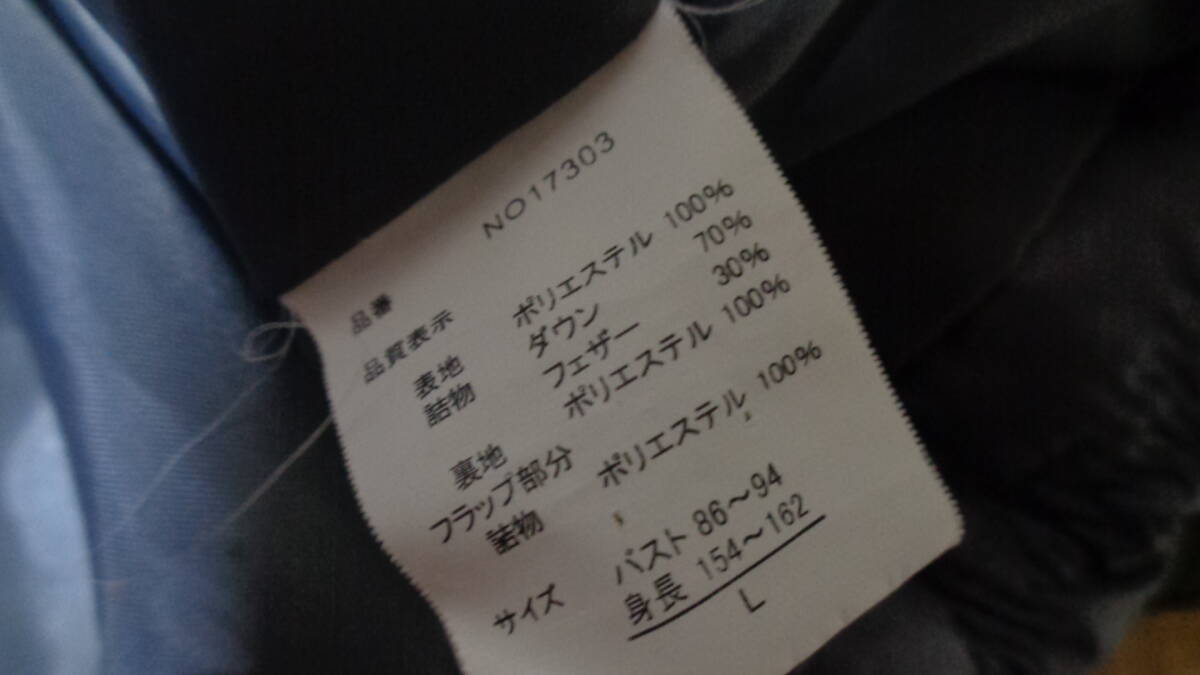 品番 NO17303
品質表示
表地 ポリエステル 100%
詰物 ダウン 70%
フェザー 30%
裏地 ポリエステル 100%
フラップ部分
詰物 ポリエステル 100%
サイズ バスト 86～94
身長 154～162
L